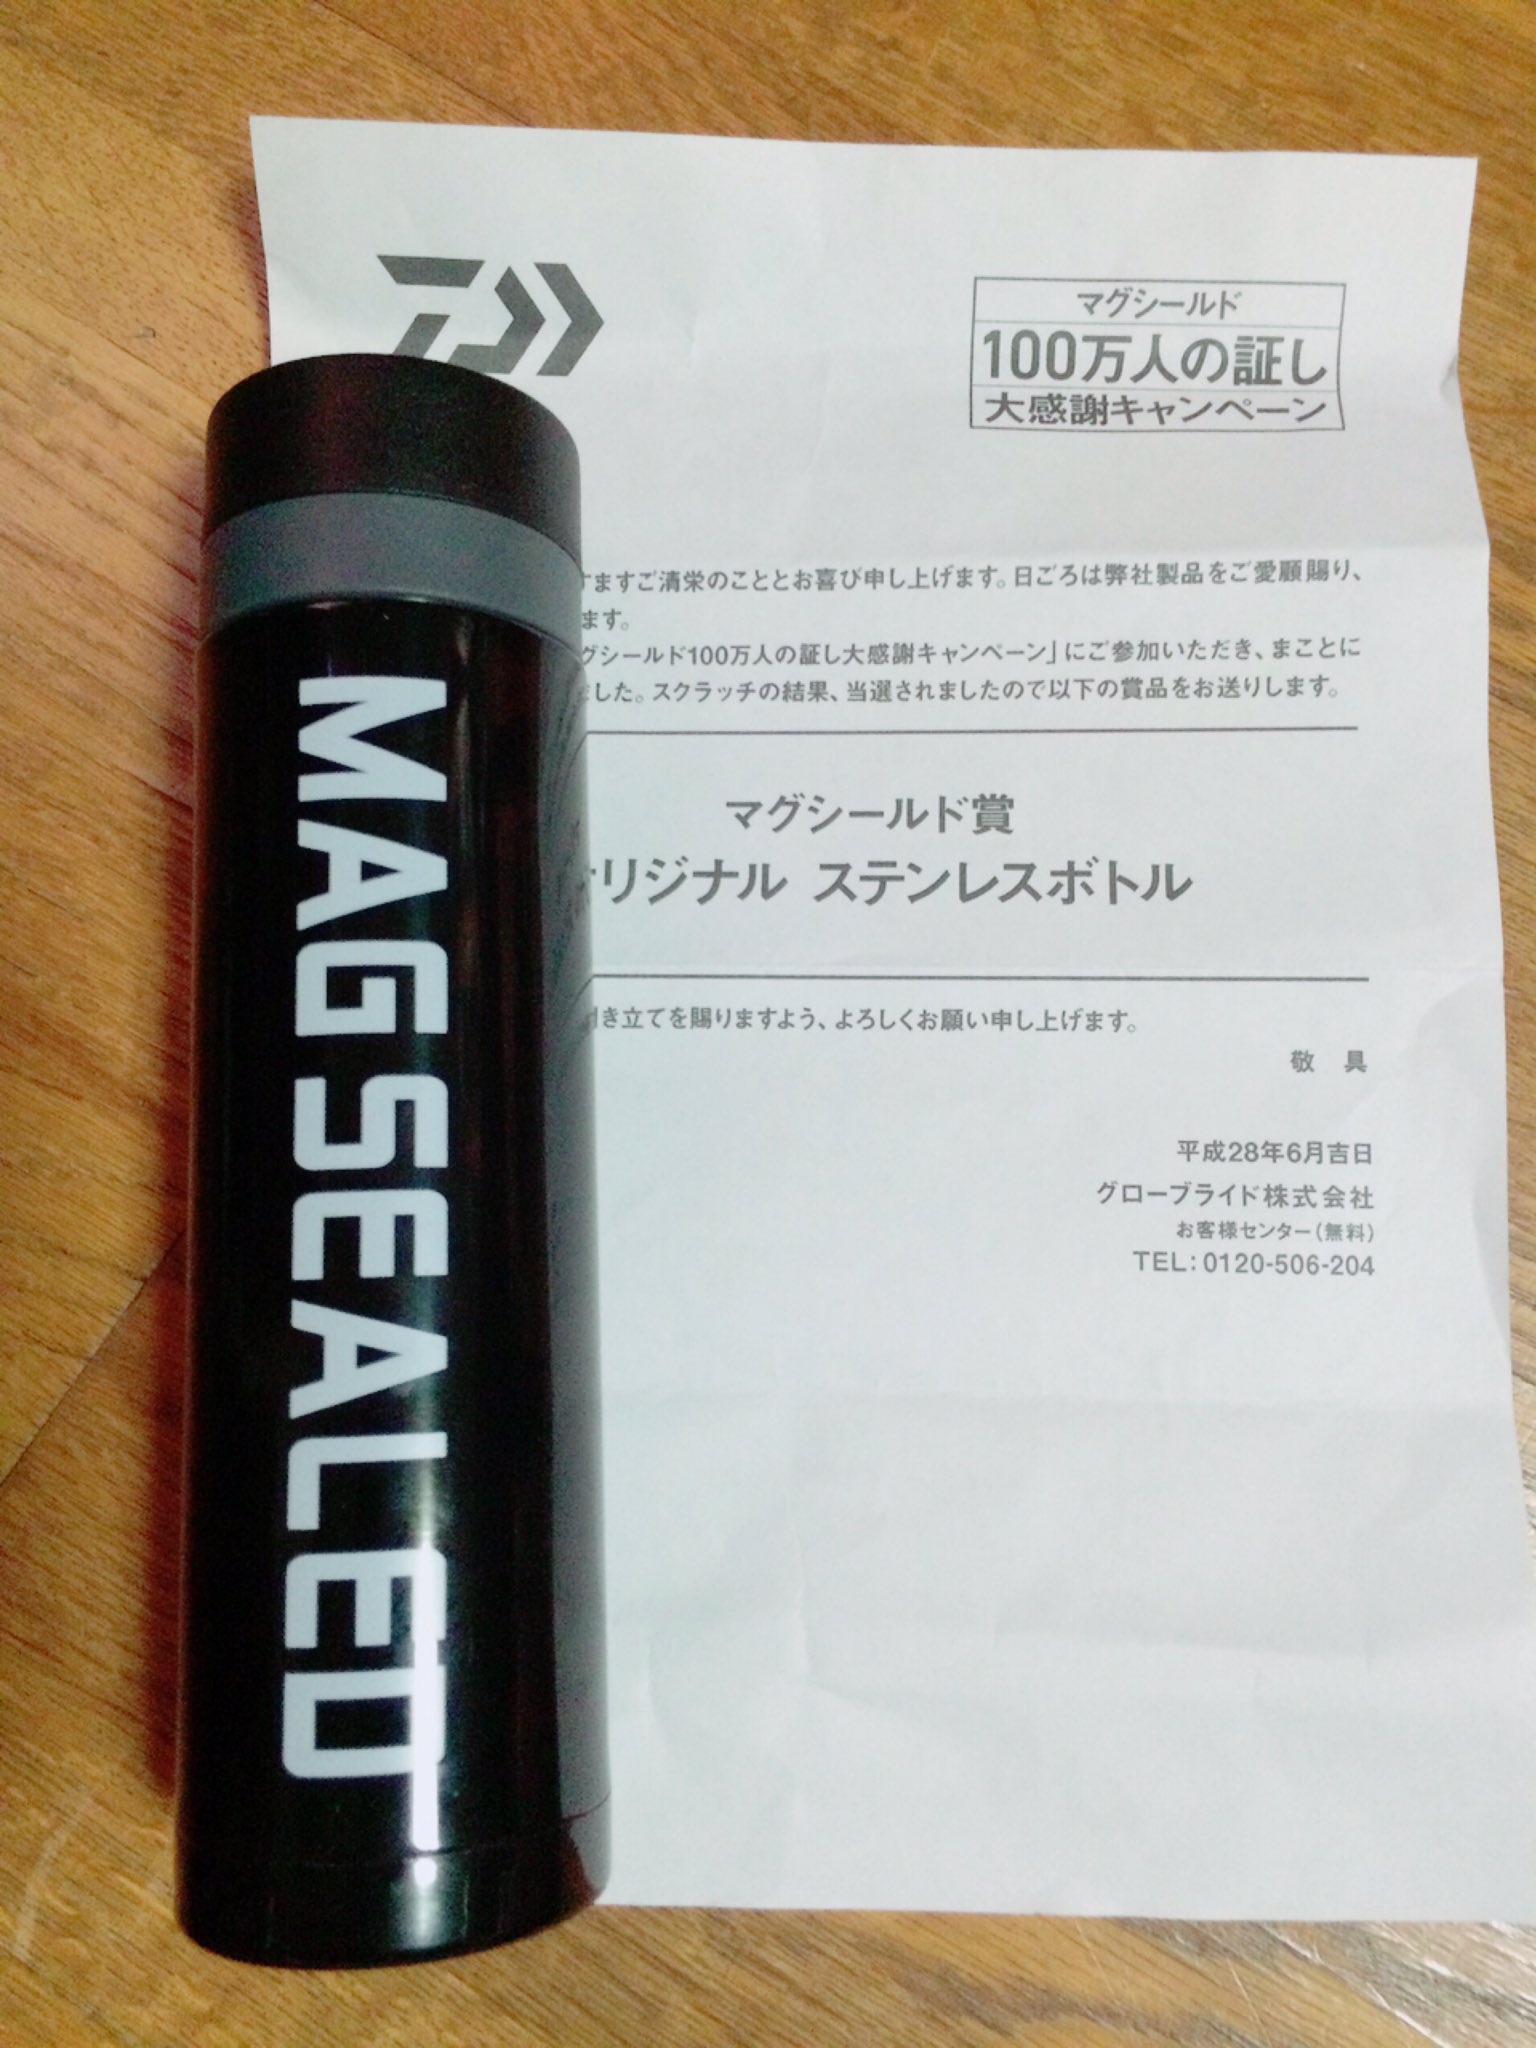 マグシールド
100万人の証し
大感謝キャンペーン
すますご清栄のこととお喜び申し上げます。日ごろは弊社製品をご愛顧賜り、
ます。
グシールド100万人の証し大感謝キャンペーン」にご参加いただき、まことに
ました。スクラッチの結果、当選されましたので以下の賞品をお送りします。
マグシールド賞
オリジナル ステンレスボトル
引き立てを賜りますよう、よろしくお願い申し上げます。
敬 具
平成28年6月吉日
グローブライド株式会社
お客様センター(無料)
TEL:0120-506-204
MAGSEALED